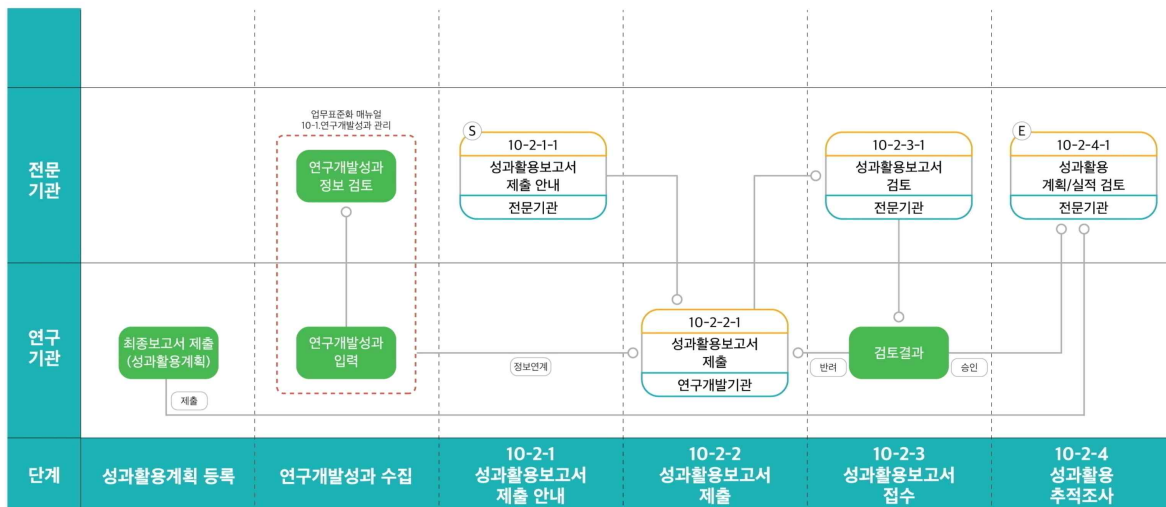 전문
기관
업무표준화 매뉴얼
10-1.연구개발성과 관리
연구개발성과
정보 검토
S
10-2-1-1
성과활용보고서
제출 안내
전문기관
10-2-3-1
성과활용보고서
검토
전문기관
E
10-2-4-1
성과활용
계획/실적 검토
전문기관
연구
기관
최종보고서 제출
(성과활용계획)
제출
연구개발성과
입력
정보연계
10-2-2-1
성과활용보고서
제출
연구개발기관
반려
검토결과
승인
단계
성과활용계획 등록
연구개발성과 수집
10-2-1
성과활용보고서
제출 안내
10-2-2
성과활용보고서
제출
10-2-3
성과활용보고서
접수
10-2-4
성과활용
추적조사